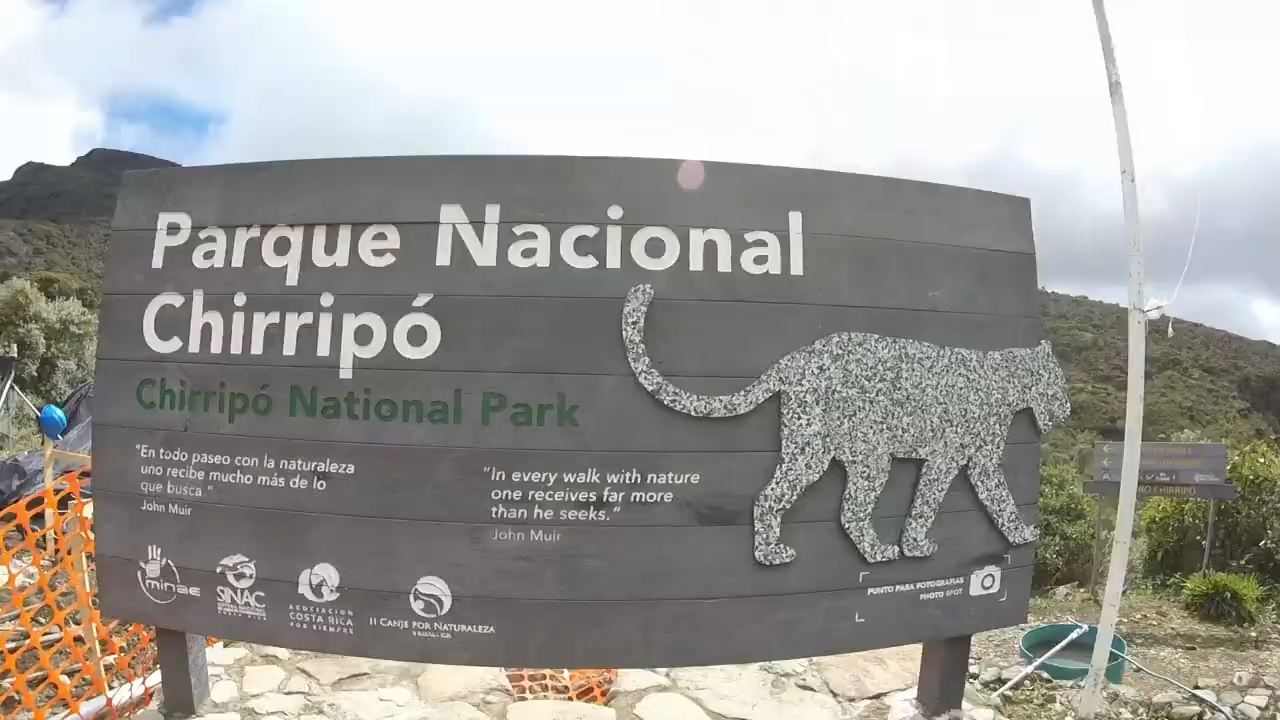 Parque Nacional
Chirripó
Chirripó National Park
"En todo paseo con la naturaleza
uno recibe mucho más de lo
que busca."
John Muir
"In every walk with nature
one receives far more
than he seeks."
John Muir
minae
SINAC
ASOCIACION
COSTA RICA
POR SIEMPRE
II CANJE POR NATURALEZA
PUNTO PARA FOTOGRAFIAS
PHOTO SPOT
CHIRRIPÓ